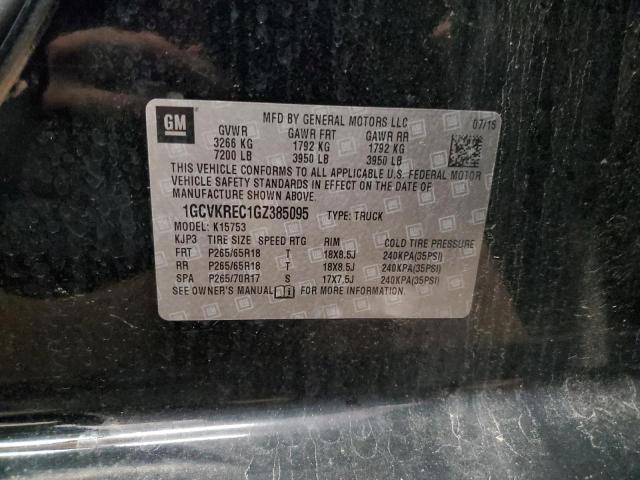 GM
MFD BY GENERAL MOTORS LLC 07/15
GVWR GAWR FRT GAWR RR
3266 KG 1792 KG 1792 KG
7200 LB 3950 LB 3950 LB
THIS VEHICLE CONFORMS TO ALL APPLICABLE U.S. FEDERAL MOTOR
VEHICLE SAFETY STANDARDS IN EFFECT ON THE DATE OF
MANUFACTURE SHOWN ABOVE.
1GCVKREC1GZ385095 TYPE: TRUCK
MODEL: K15753
KJP3 TIRE SIZE SPEED RTG RIM COLD TIRE PRESSURE
FRT P265/65R18 T 18X8.5J 240KPA(35PSI)
RR P265/65R18 T 18X8.5J 240KPA(35PSI)
SPA P265/70R17 S 17X7.5J 240KPA(35PSI)
SEE OWNER'S MANUAL i FOR MORE INFORMATION.